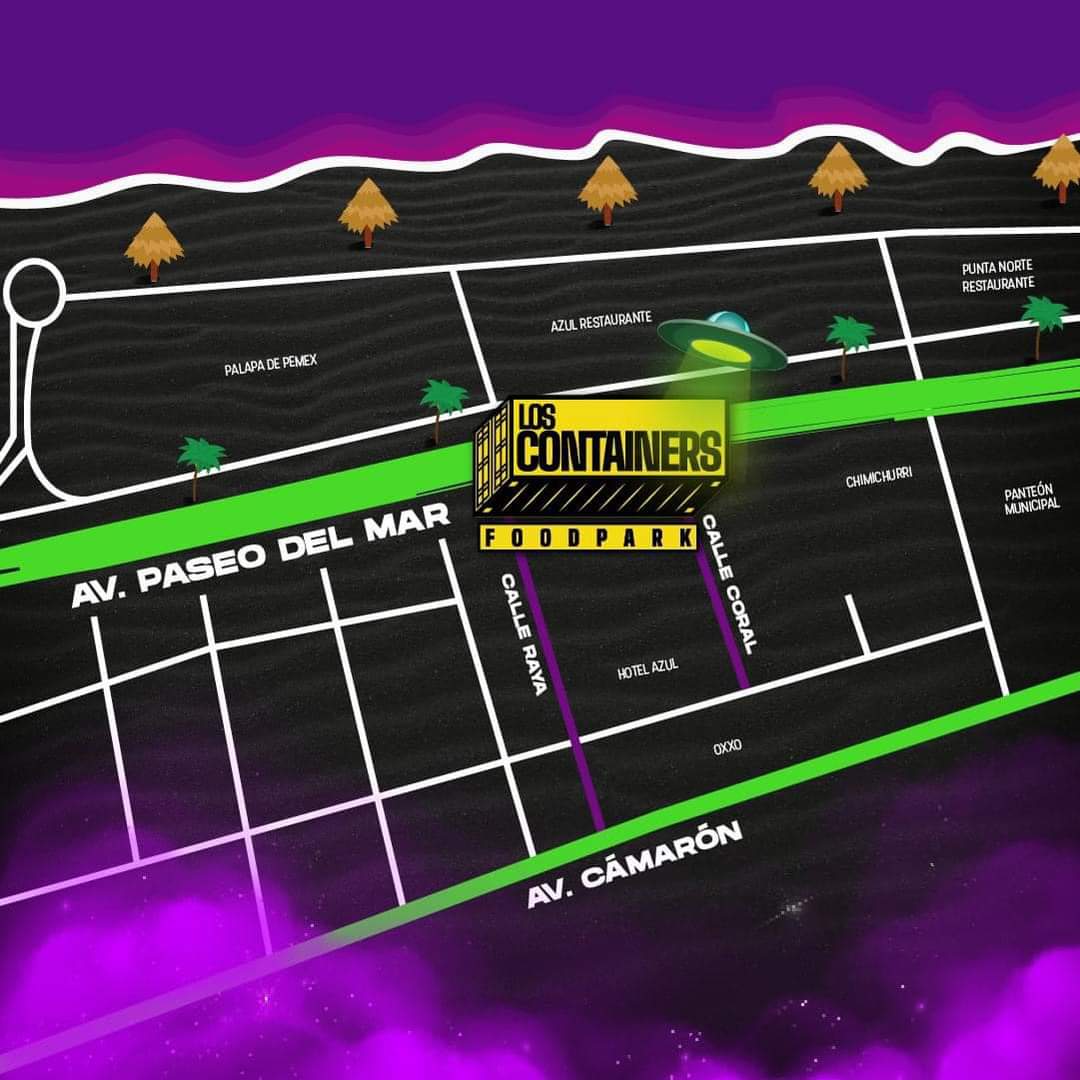 PUNTA NORTE
RESTAURANTE
AZUL RESTAURANTE
PALAPA DE PEMEX
LOS
CONTAINERS
FOODPARK
CHIMICHURRI
PANTEÓN
MUNICIPAL
AV. PASEO DEL MAR
CALLE CORAL
CALLE RAYA
HOTEL AZUL
OXXO
AV. CÁMARÓN